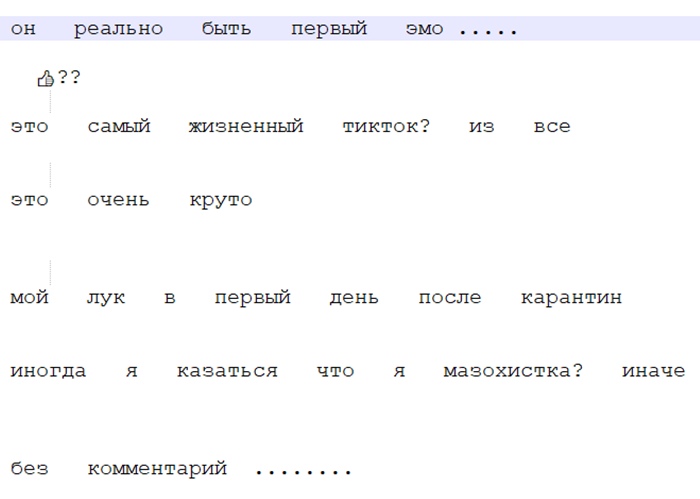 он реально быть первый эмо .....
👍??
это самый жизненный тикток? из все
это очень круто
мой лук в первый день после карантин
иногда я казаться что я мазохистка? иначе
без комментарий ........